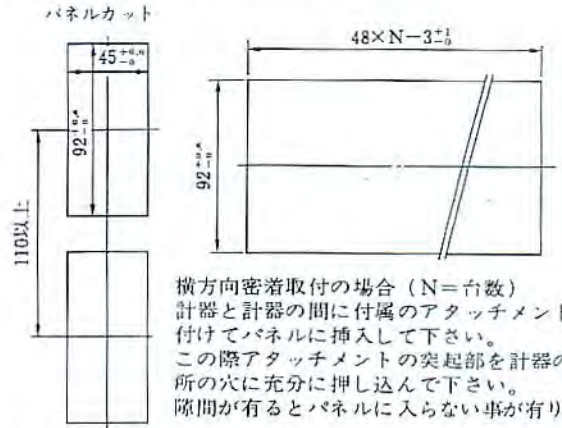 パネルカット
45
92
110以上
48×N−3 +1 −0
92
横方向密着取付の場合（N=台数）
計器と計器の間に付属のアタッチメント
付けてパネルに挿入して下さい。
この際アタッチメントの突起部を計器の
所の穴に充分に押し込んで下さい。
隙間が有るとパネルに入らない事が有り